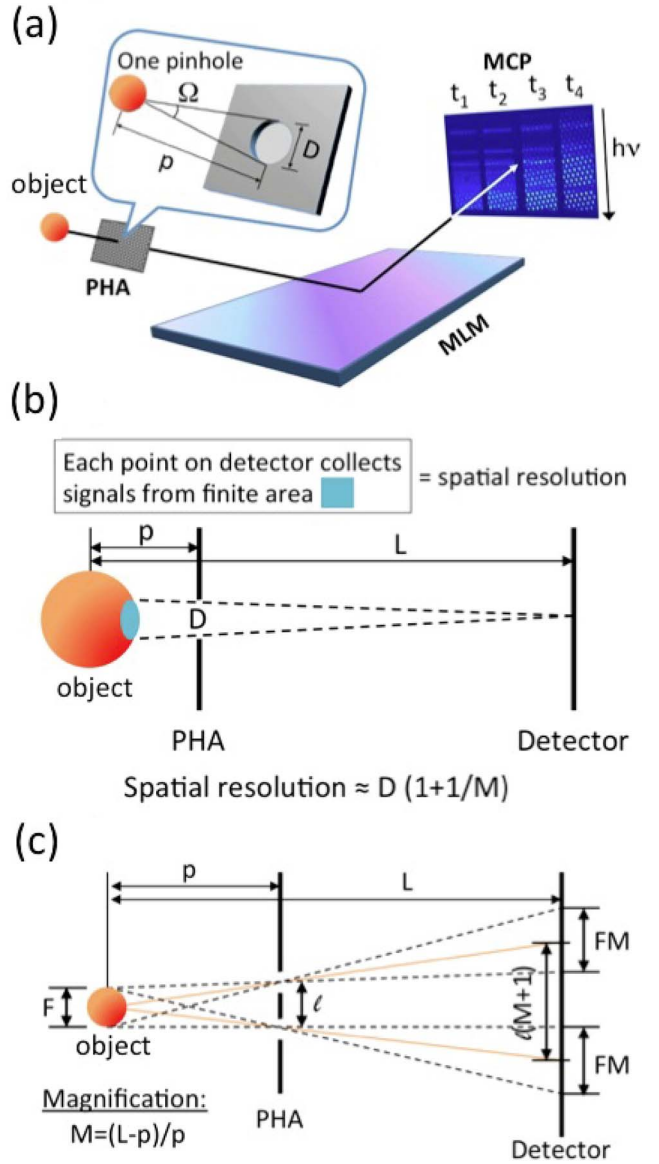 (a)
One pinhole
Ω
p
D
object
PHA
MLM
MCP
t1 t2 t3 t4
hν
(b)
Each point on detector collects
signals from finite area
= spatial resolution
p
L
D
object
PHA
Detector
Spatial resolution ≈ D (1+1/M)
(c)
p
L
F
object
ℓ
ℓ(M+1)
FM
FM
Magnification:
M=(L-p)/p
PHA
Detector